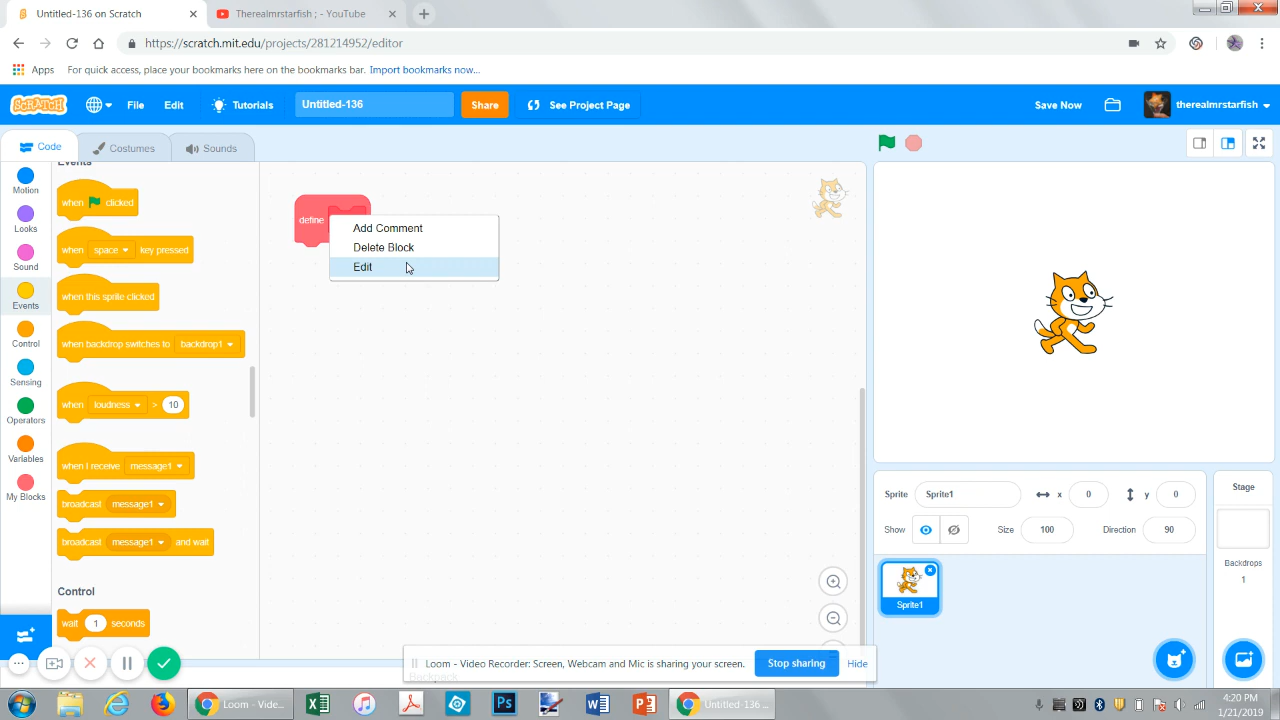 Untitled-136 on Scratch
Therealmrstarfish ; - YouTube
https://scratch.mit.edu/projects/281214952/editor
Apps
For quick access, place your bookmarks here on the bookmarks bar. Import bookmarks now...
SCRATCH
File
Edit
Tutorials
Untitled-136
Share
See Project Page
Save Now
therealmrstarfish
Code
Costumes
Sounds
Motion
Looks
Sound
Events
Control
Sensing
Operators
Variables
My Blocks
Events
when clicked
when space key pressed
when this sprite clicked
when backdrop switches to backdrop1
when loudness > 10
when I receive message1
broadcast message1
broadcast message1 and wait
Control
wait 1 seconds
define
Add Comment
Delete Block
Edit
Sprite
Sprite1
x
0
y
0
Show
Size
100
Direction
90
Sprite1
Stage
Backdrops
1
Backpack
Loom - Video Recorder: Screen, Webcam and Mic is sharing your screen.
Stop sharing
Hide
Loom - Vide...
Ps
Untitled-136 ...
4:20 PM
1/21/2019